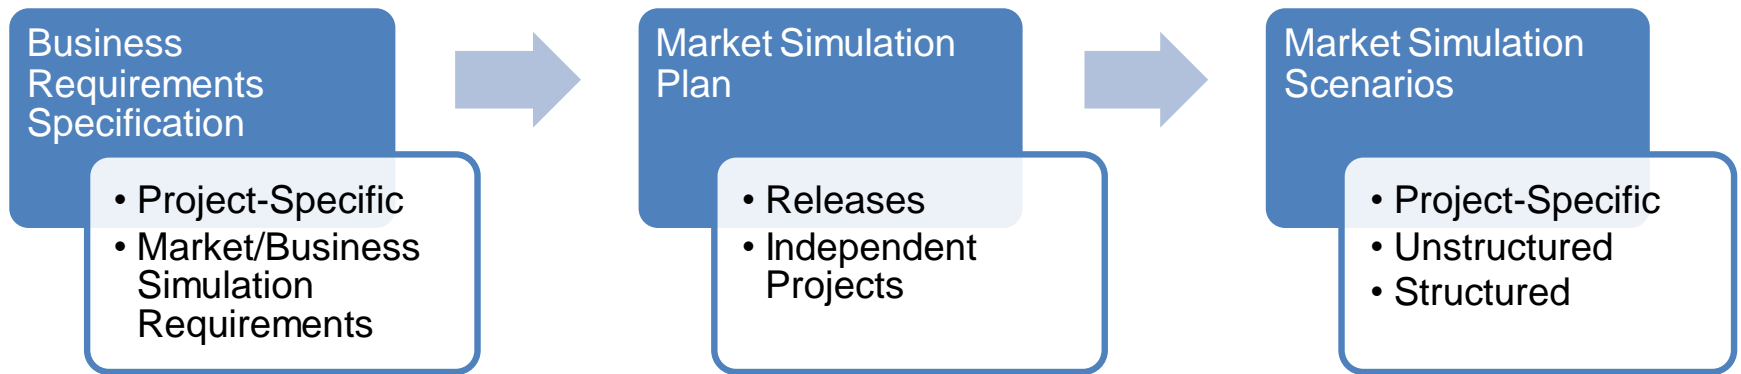 Business
Requirements
Specification
• Project-Specific
• Market/Business
Simulation
Requirements
Market Simulation
Plan
• Releases
• Independent
Projects
Market Simulation
Scenarios
• Project-Specific
• Unstructured
• Structured